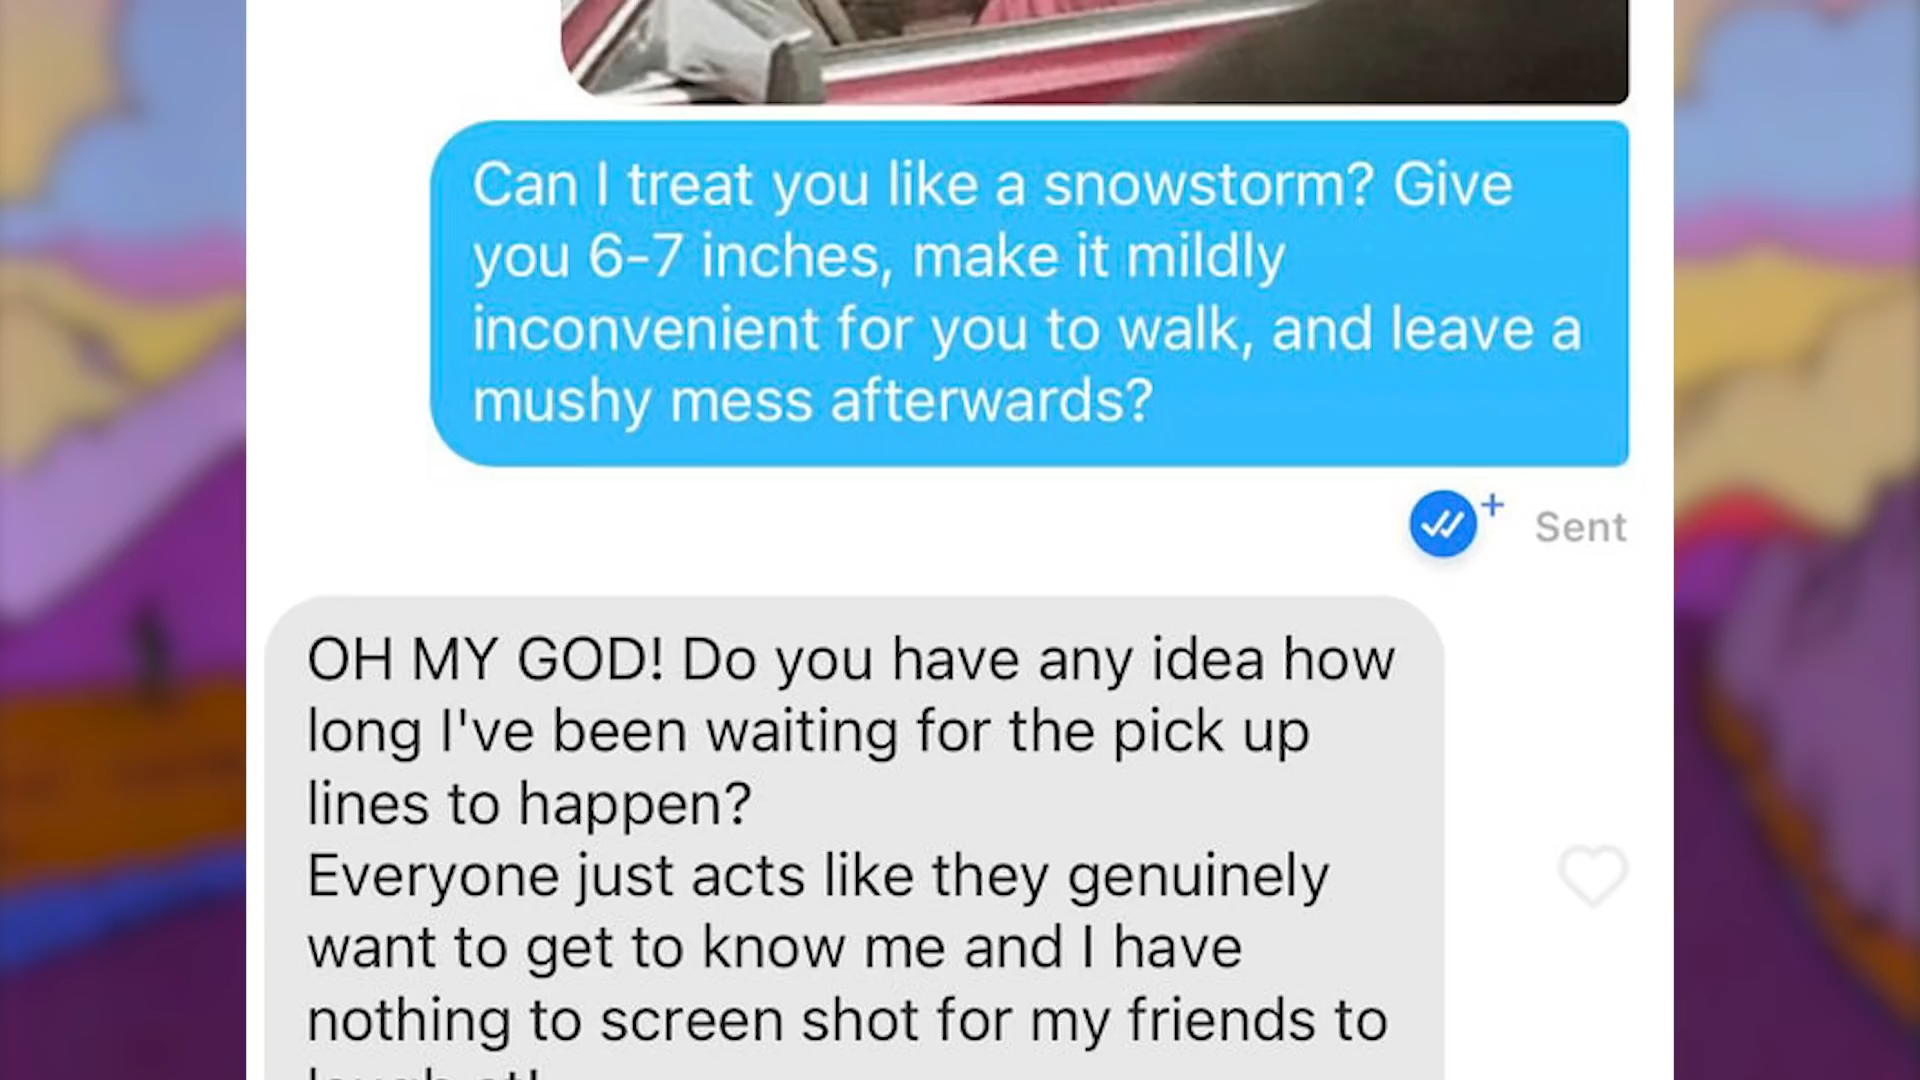 Can I treat you like a snowstorm? Give
you 6-7 inches, make it mildly
inconvenient for you to walk, and leave a
mushy mess afterwards?
Sent
OH MY GOD! Do you have any idea how
long I've been waiting for the pick up
lines to happen?
Everyone just acts like they genuinely
want to get to know me and I have
nothing to screen shot for my friends to